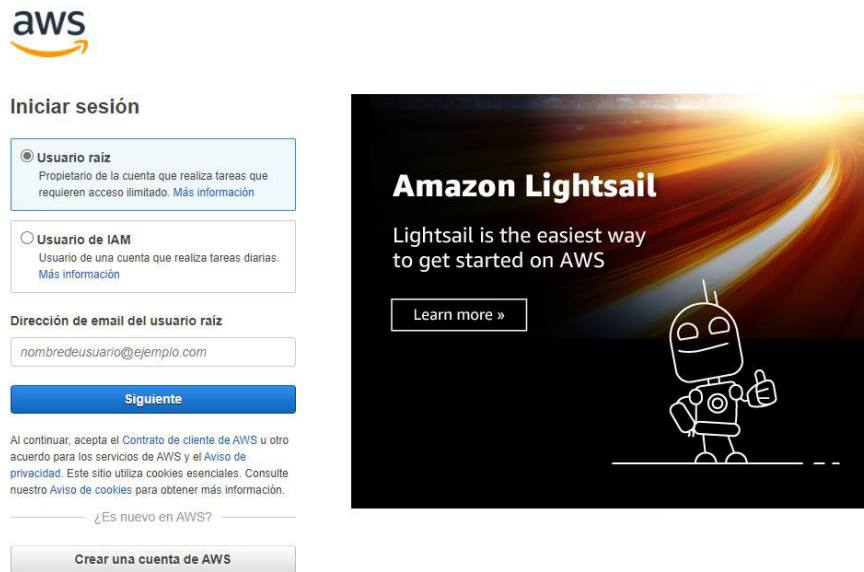 aws
Iniciar sesión
Usuario raíz
Propietario de la cuenta que realiza tareas que
requieren acceso ilimitado. Más información
Usuario de IAM
Usuario de una cuenta que realiza tareas diarias.
Más información
Dirección de email del usuario raíz
nombredeusuario@ejemplo.com
Siguiente
Al continuar, acepta el Contrato de cliente de AWS u otro
acuerdo para los servicios de AWS y el Aviso de
privacidad. Este sitio utiliza cookies esenciales. Consulte
nuestro Aviso de cookies para obtener más información.
¿Es nuevo en AWS?
Crear una cuenta de AWS
Amazon Lightsail
Lightsail is the easiest way
to get started on AWS
Learn more »